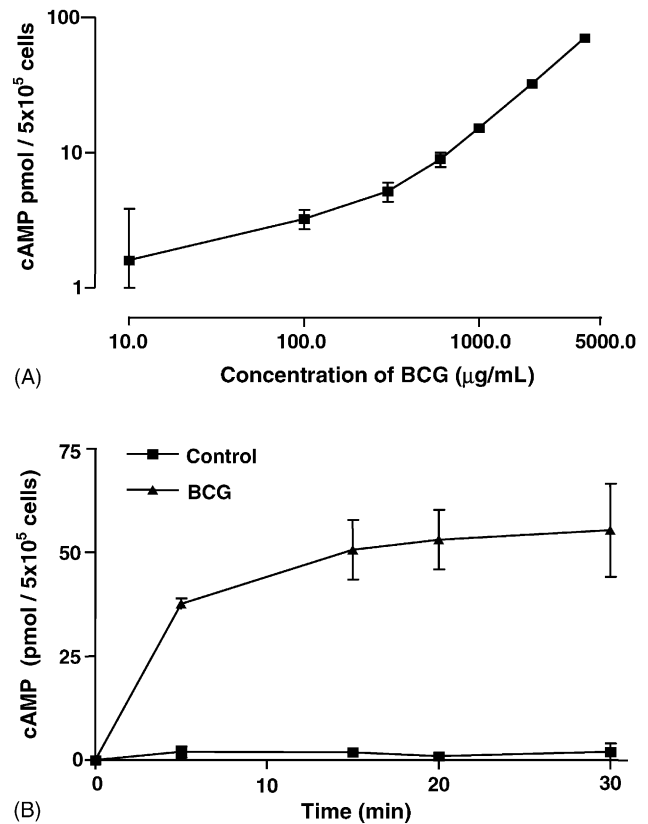 100
10
1
cAMP pmol / 5x10⁵ cells
10.0 100.0 1000.0 5000.0
(A) Concentration of BCG (μg/mL)
75
50
25
0
cAMP (pmol / 5x10⁵ cells)
Control
BCG
0 10 20 30
(B) Time (min)